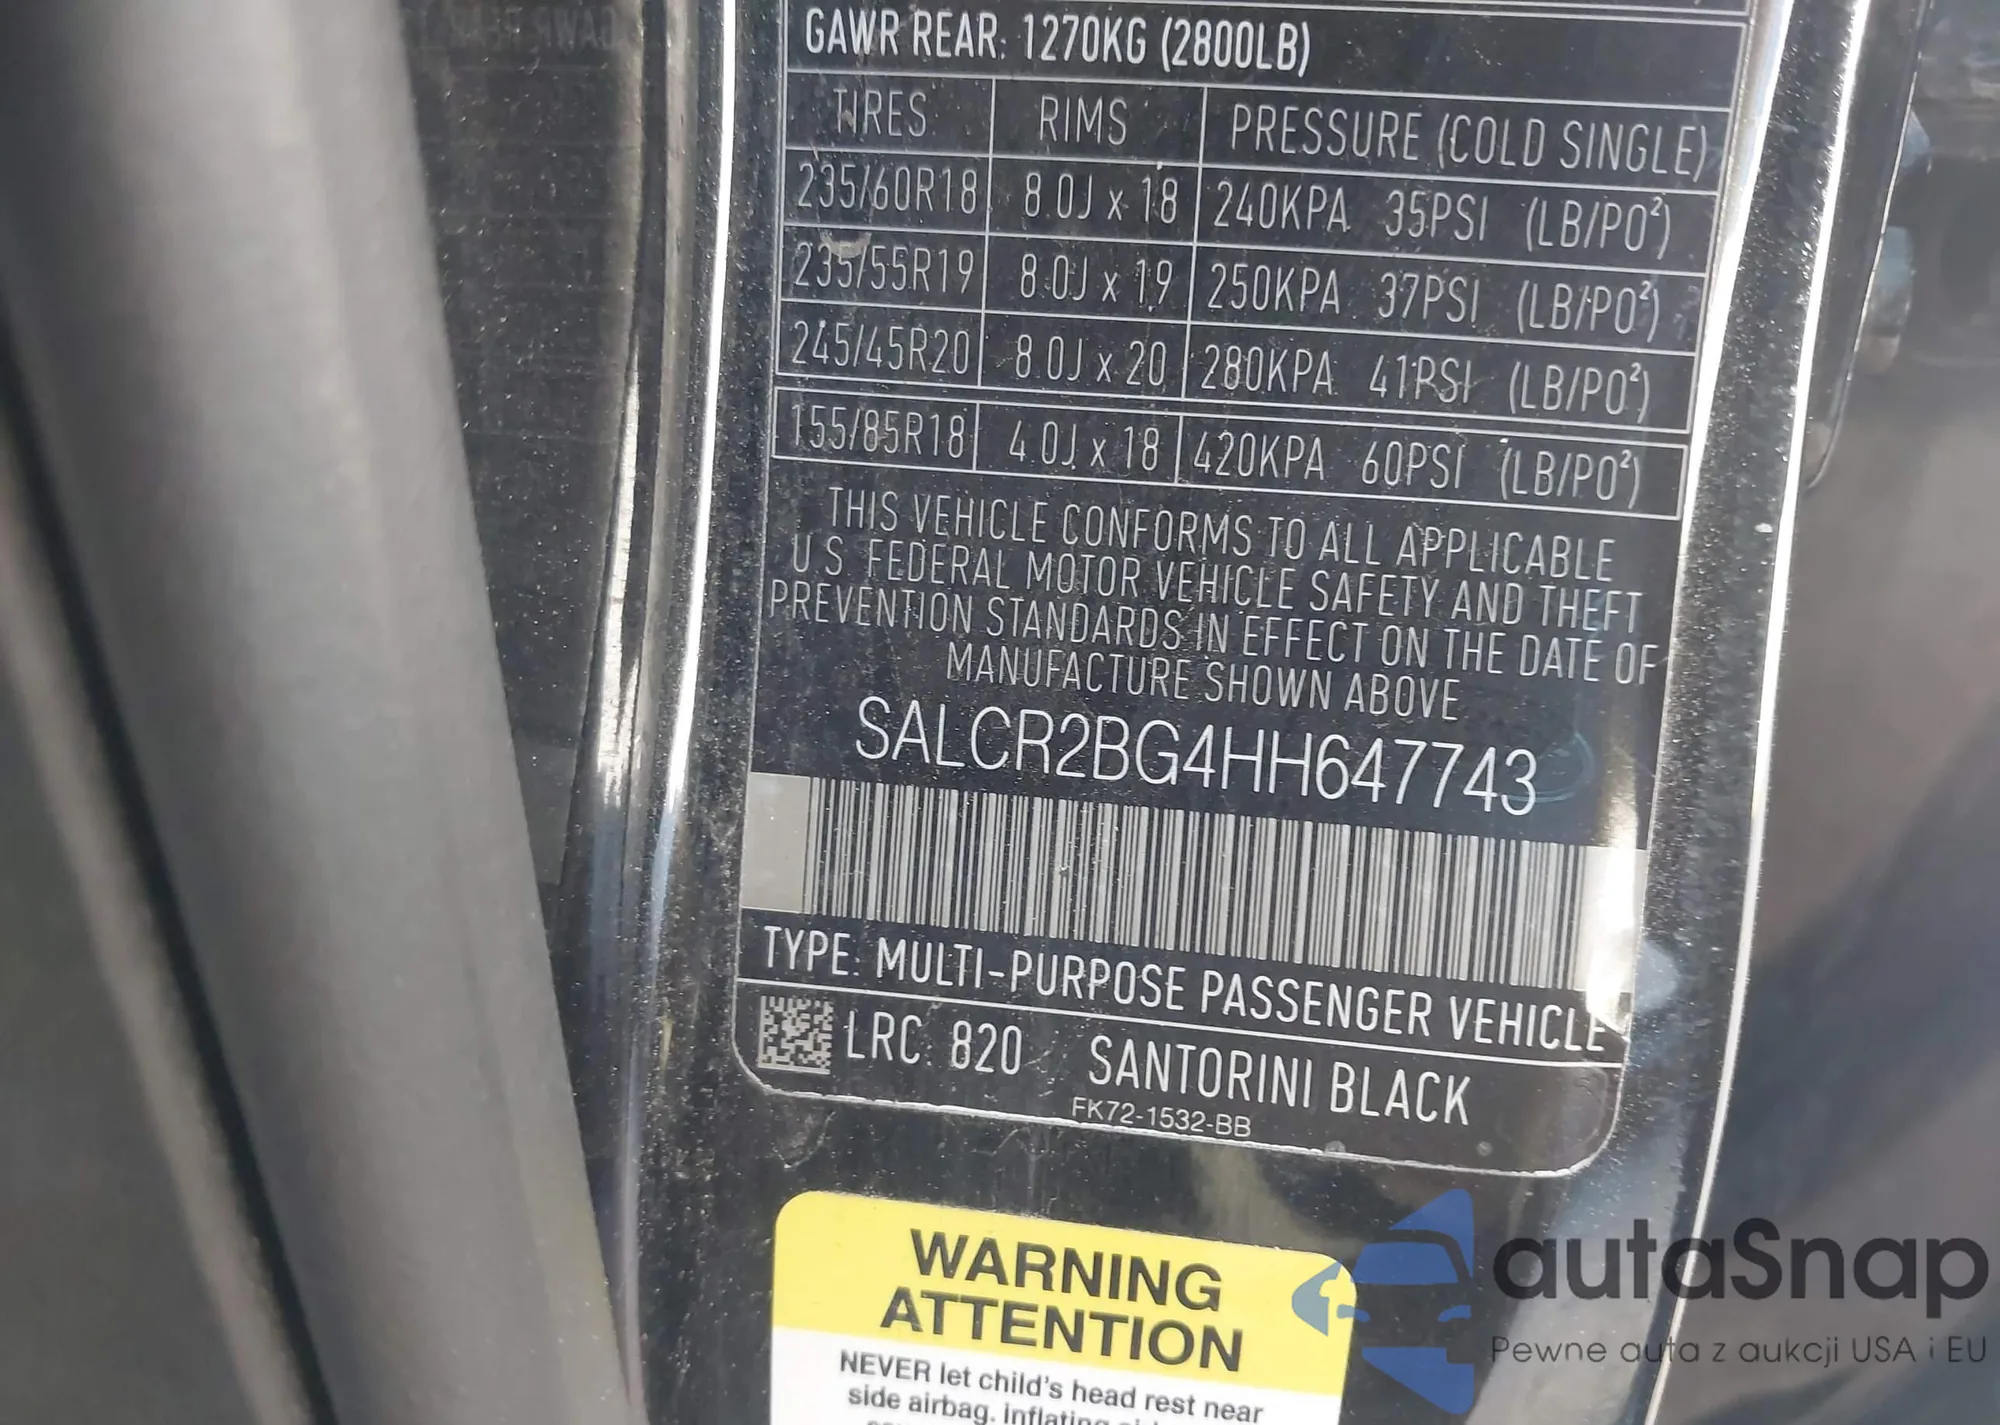 GAWR REAR: 1270KG (2800LB)
TIRES RIMS PRESSURE (COLD SINGLE)
235/60R18 8.0J x 18 240KPA 35PSI (LB/PO²)
235/55R19 8.0J x 19 250KPA 37PSI (LB/PO²)
245/45R20 8.0J x 20 280KPA 41PSI (LB/PO²)
155/85R18 4.0J x 18 420KPA 60PSI (LB/PO²)
THIS VEHICLE CONFORMS TO ALL APPLICABLE
U.S. FEDERAL MOTOR VEHICLE SAFETY AND THEFT
PREVENTION STANDARDS IN EFFECT ON THE DATE OF
MANUFACTURE SHOWN ABOVE
SALCR2BG4HH647743
TYPE: MULTI-PURPOSE PASSENGER VEHICLE
LRC: 820 SANTORINI BLACK
FK72-1532-BB
WARNING
ATTENTION
NEVER let child's head rest near
side airbag. Inflating
autaSnap
Pewne auta z aukcji USA i EU